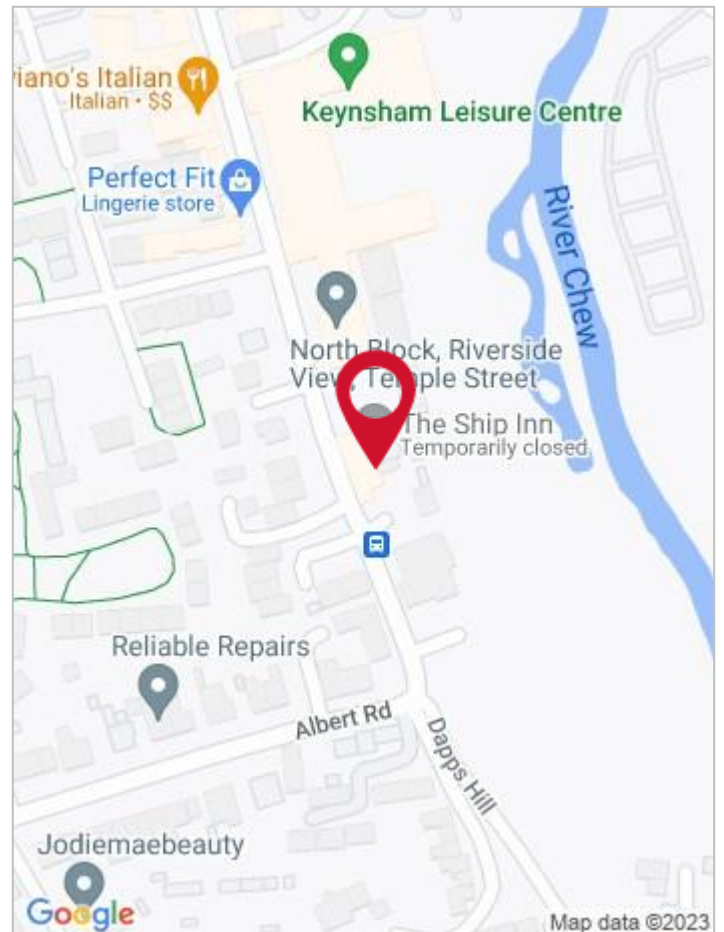 viano's Italian
Italian • $$
Keynsham Leisure Centre
Perfect Fit
Lingerie store
River Chew
North Block, Riverside
View, Temple Street
The Ship Inn
Temporarily closed
Reliable Repairs
Albert Rd
Dapps Hill
Jodiemaebeauty
Google
Map data ©2023